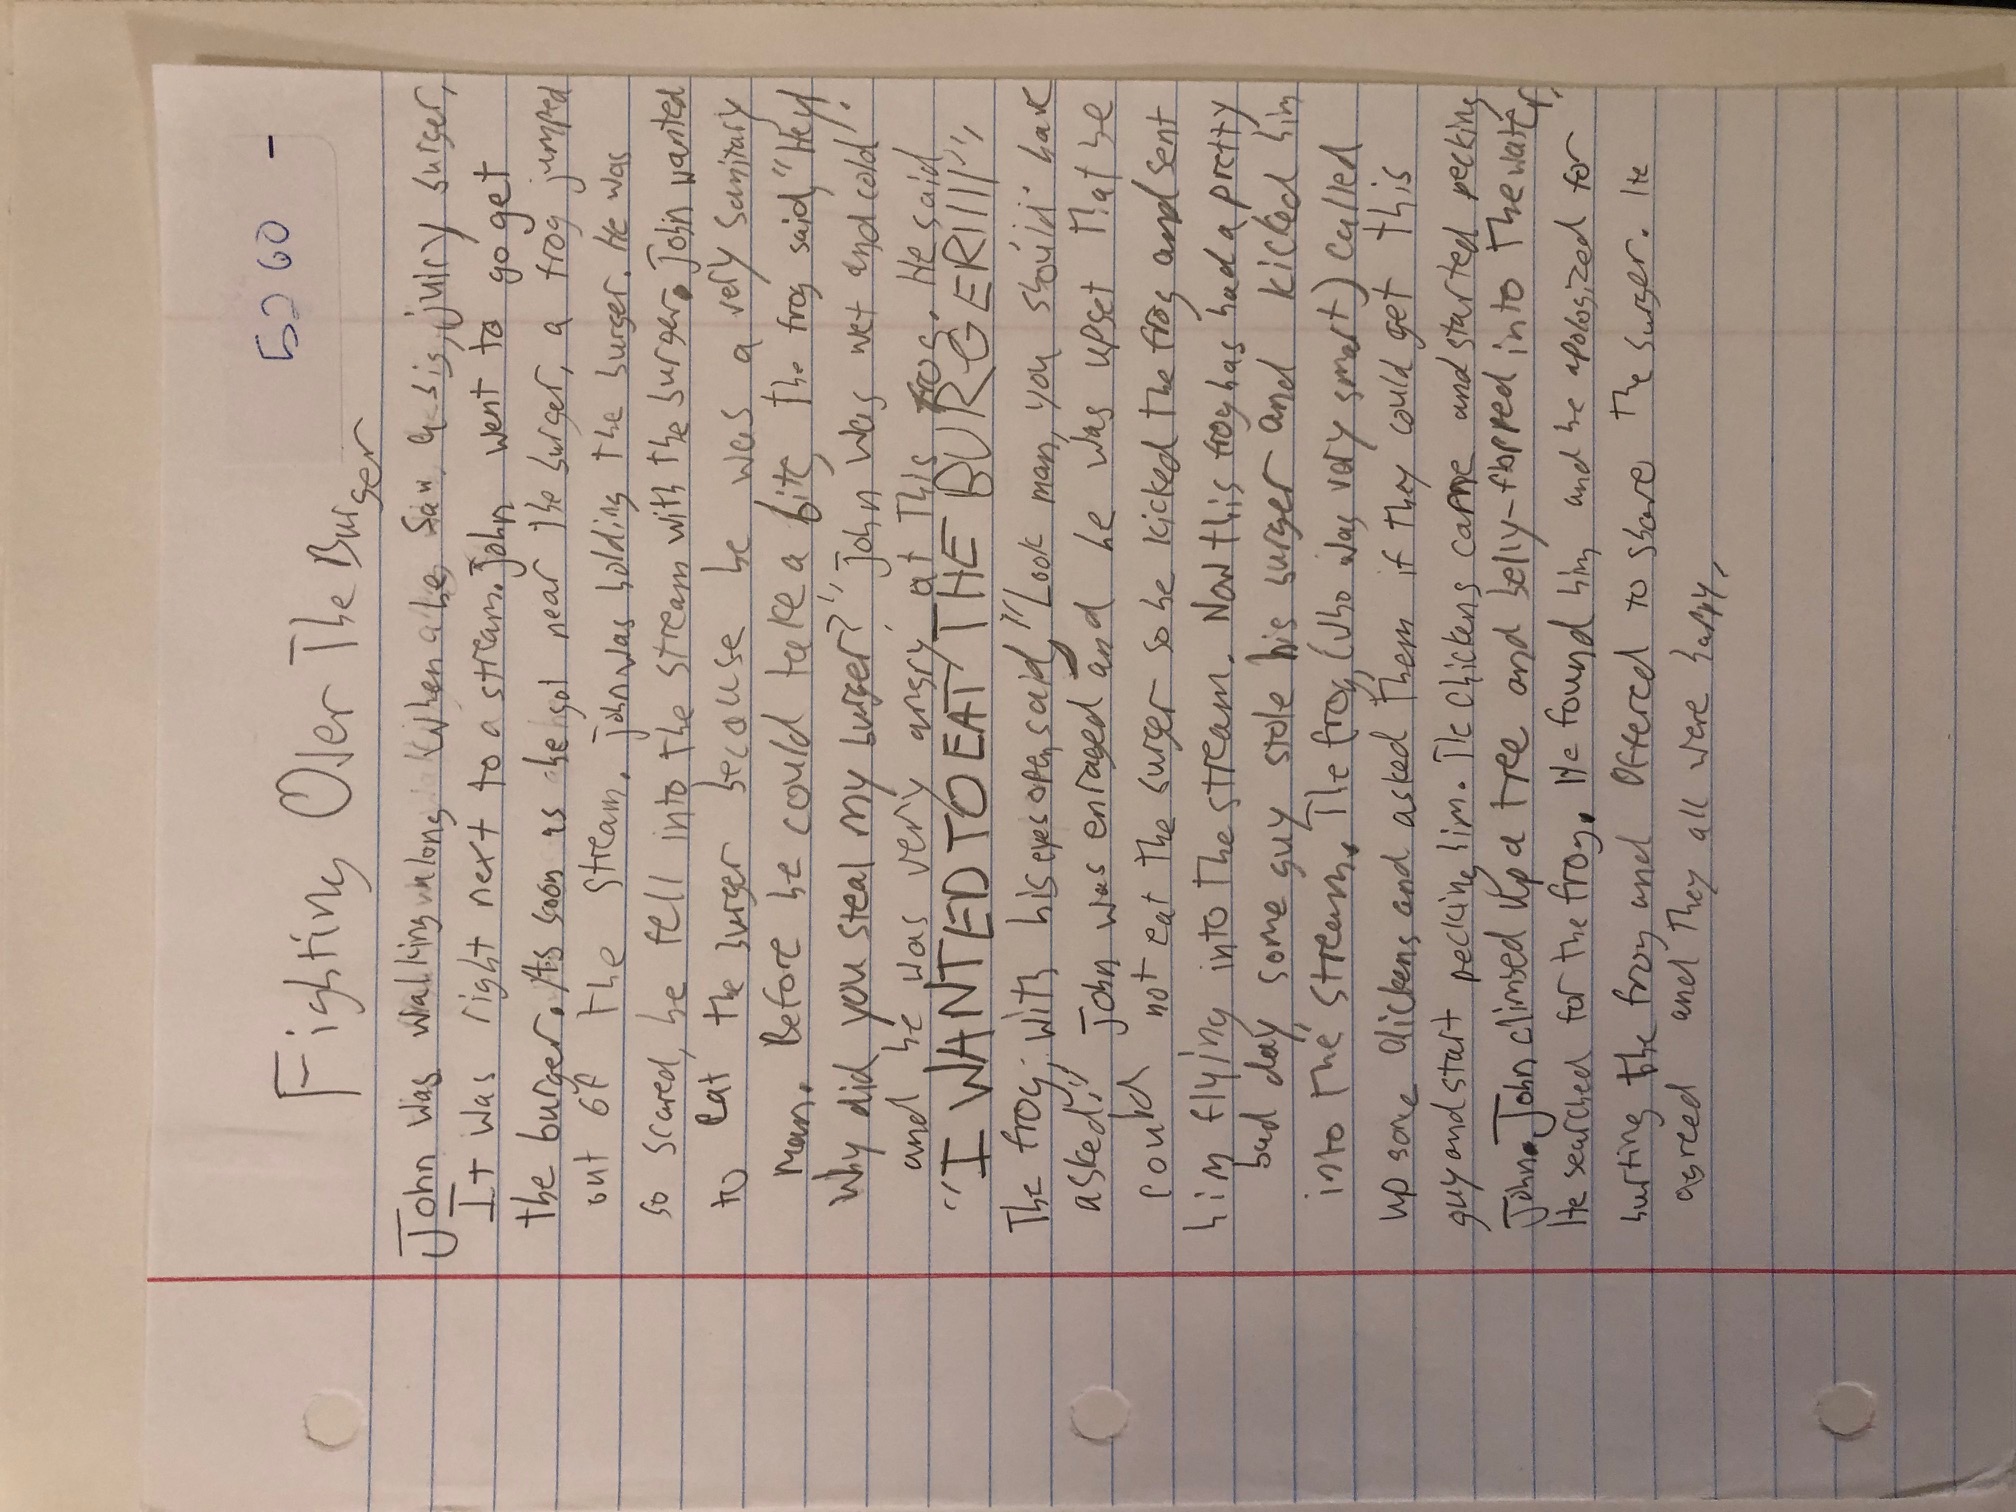 5260 -
Fighting Over The Burger
John was walking along when he saw a big, juicy burger,
It was right next to a stream. John went to go get
the burger. As soon as he got near the burger, a frog jumped
out of the stream. John was holding the burger. He was
so scared, he fell into the stream with the burger. John wanted
to eat the burger because he was a very sanitary
man. Before he could take a bite, the frog said, "Hey!
Why did you steal my burger?" John was wet and cold
and he was very angry at this frog. He said
"I WANTED TO EAT THE BURGER!!!!!",
The frog, with his eyes open, said, "Look man, you should have
asked." John was enraged and he was upset that he
could not eat the burger so he kicked the frog and sent
him flying into the stream. Now this frog has had a pretty
bad day, some guy stole his burger and kicked him
into the stream. The frog, (who was very smart) called
up some chickens and asked them if they could get this
guy and start pecking him. The chickens came and started pecking
John. John climbed up a tree and belly-flopped into the water.
He searched for the frog. He found him and he apologized for
hurting the frog and offered to share the burger. He
agreed and they all were happy.